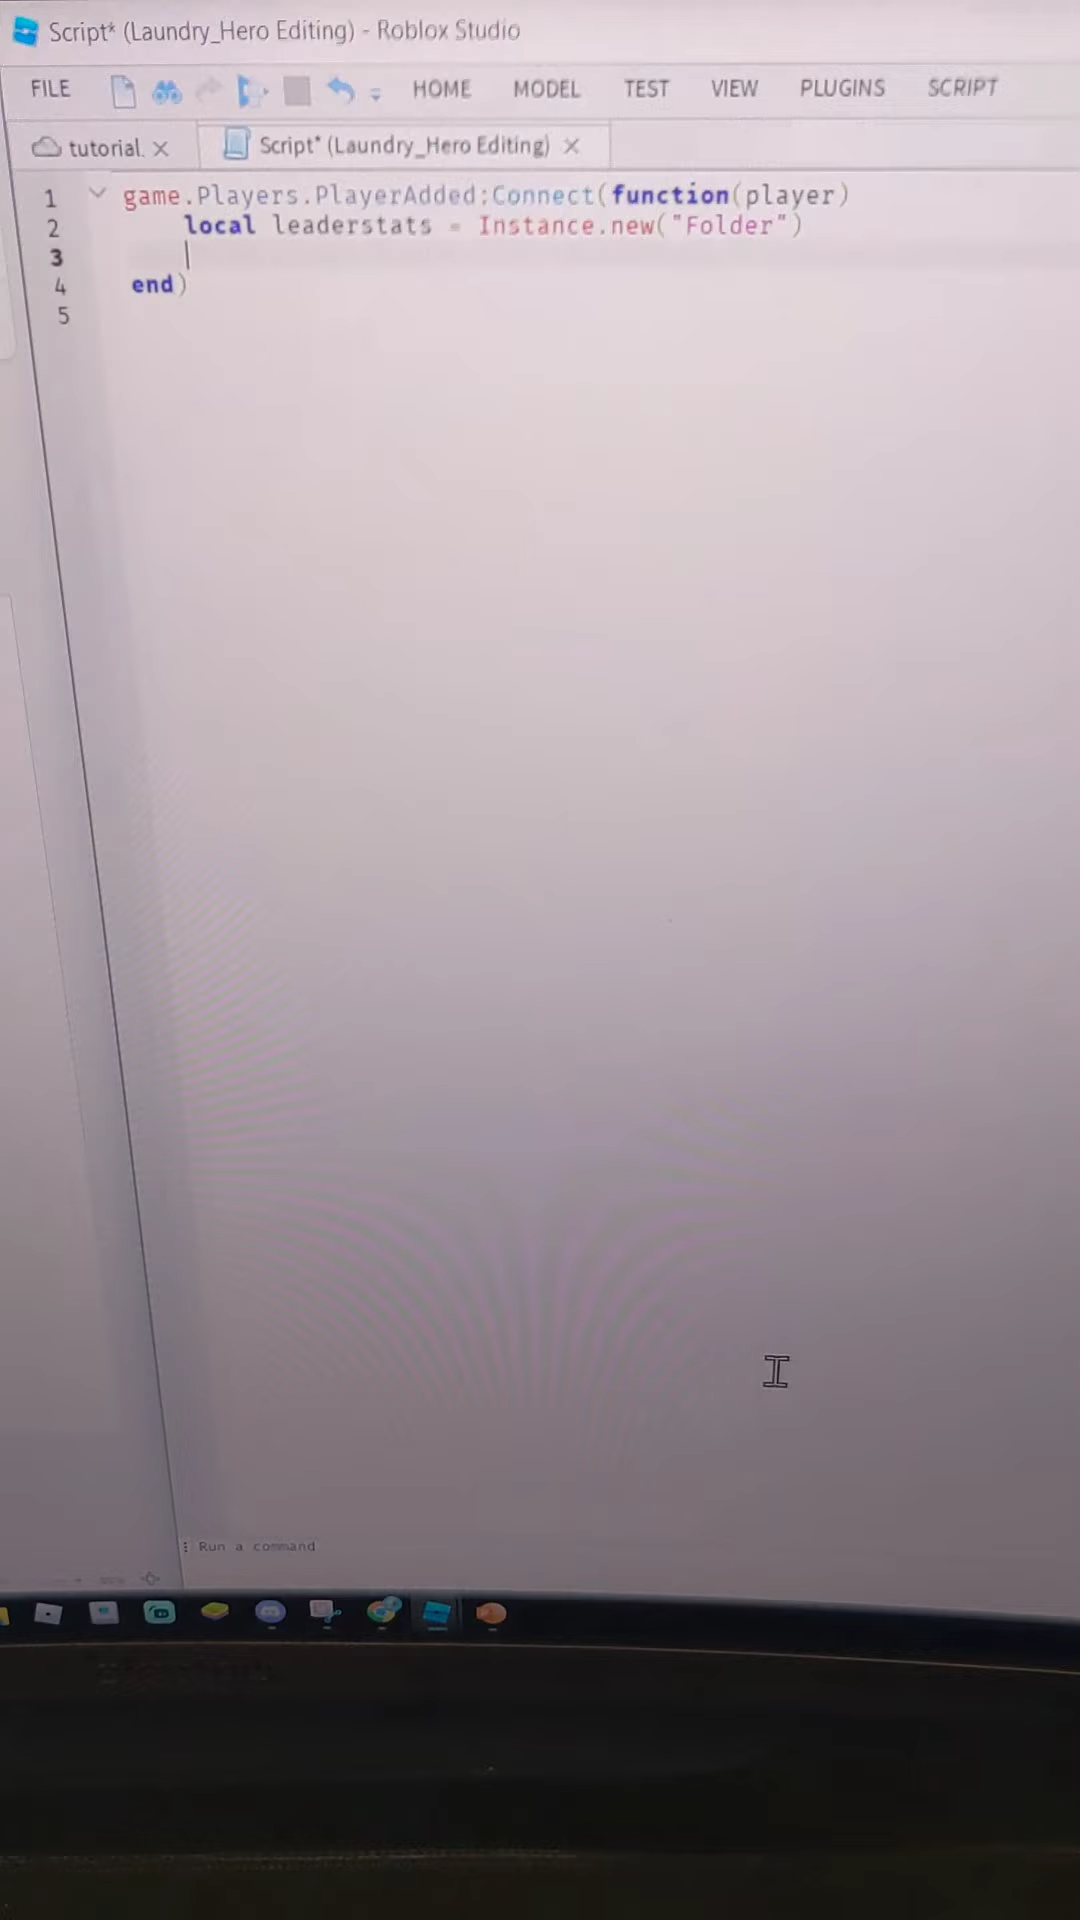 Script* (Laundry_Hero Editing) - Roblox Studio
FILE HOME MODEL TEST VIEW PLUGINS SCRIPT
tutorial. Script* (Laundry_Hero Editing)
1 game.Players.PlayerAdded:Connect(function(player)
2 local leaderstats = Instance.new("Folder")
3
4 end)
5
Run a command